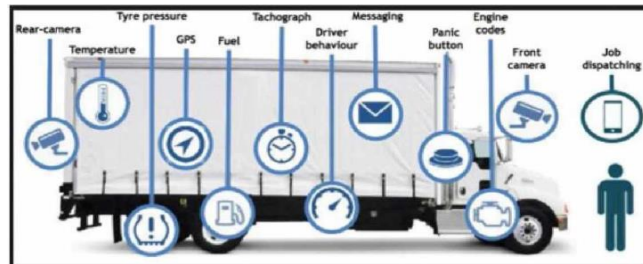 Rear-camera
Temperature
Tyre pressure
GPS
Fuel
Tachograph
Driver
behaviour
Messaging
Panic
button
Engine
codes
Front
camera
Job
dispatching